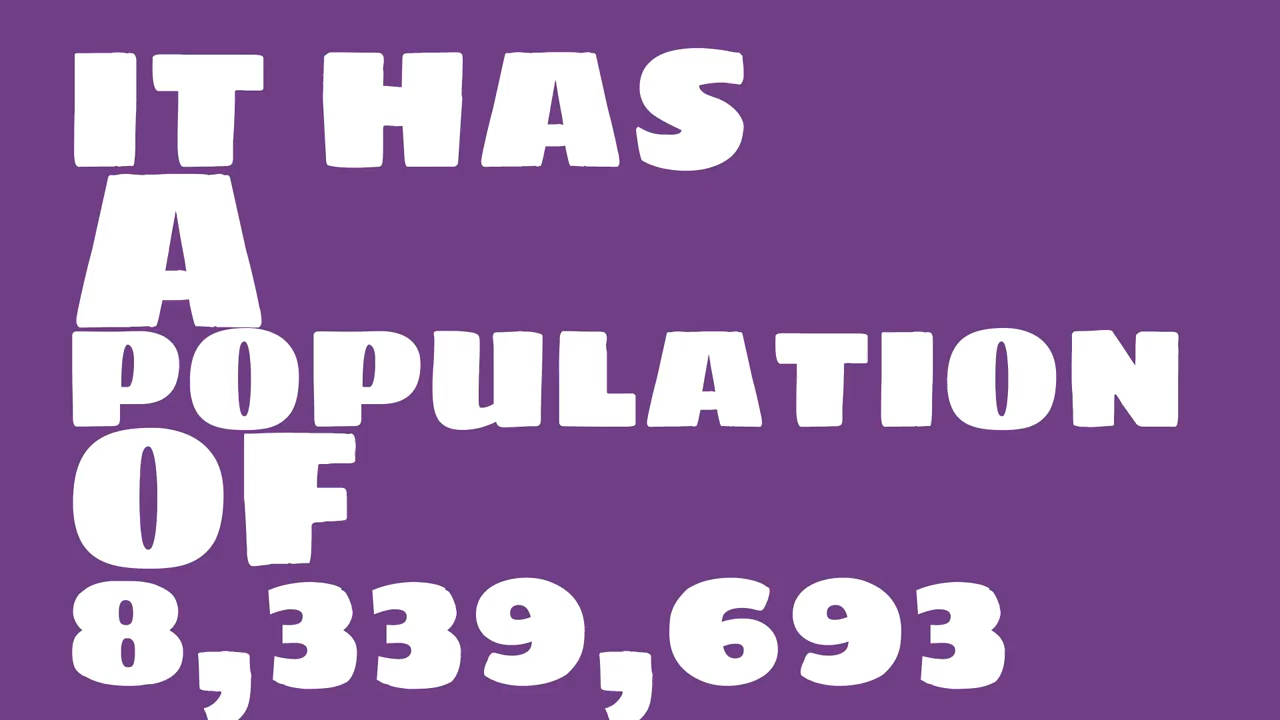 IT HAS
A
POPULATION
OF
8,339,693